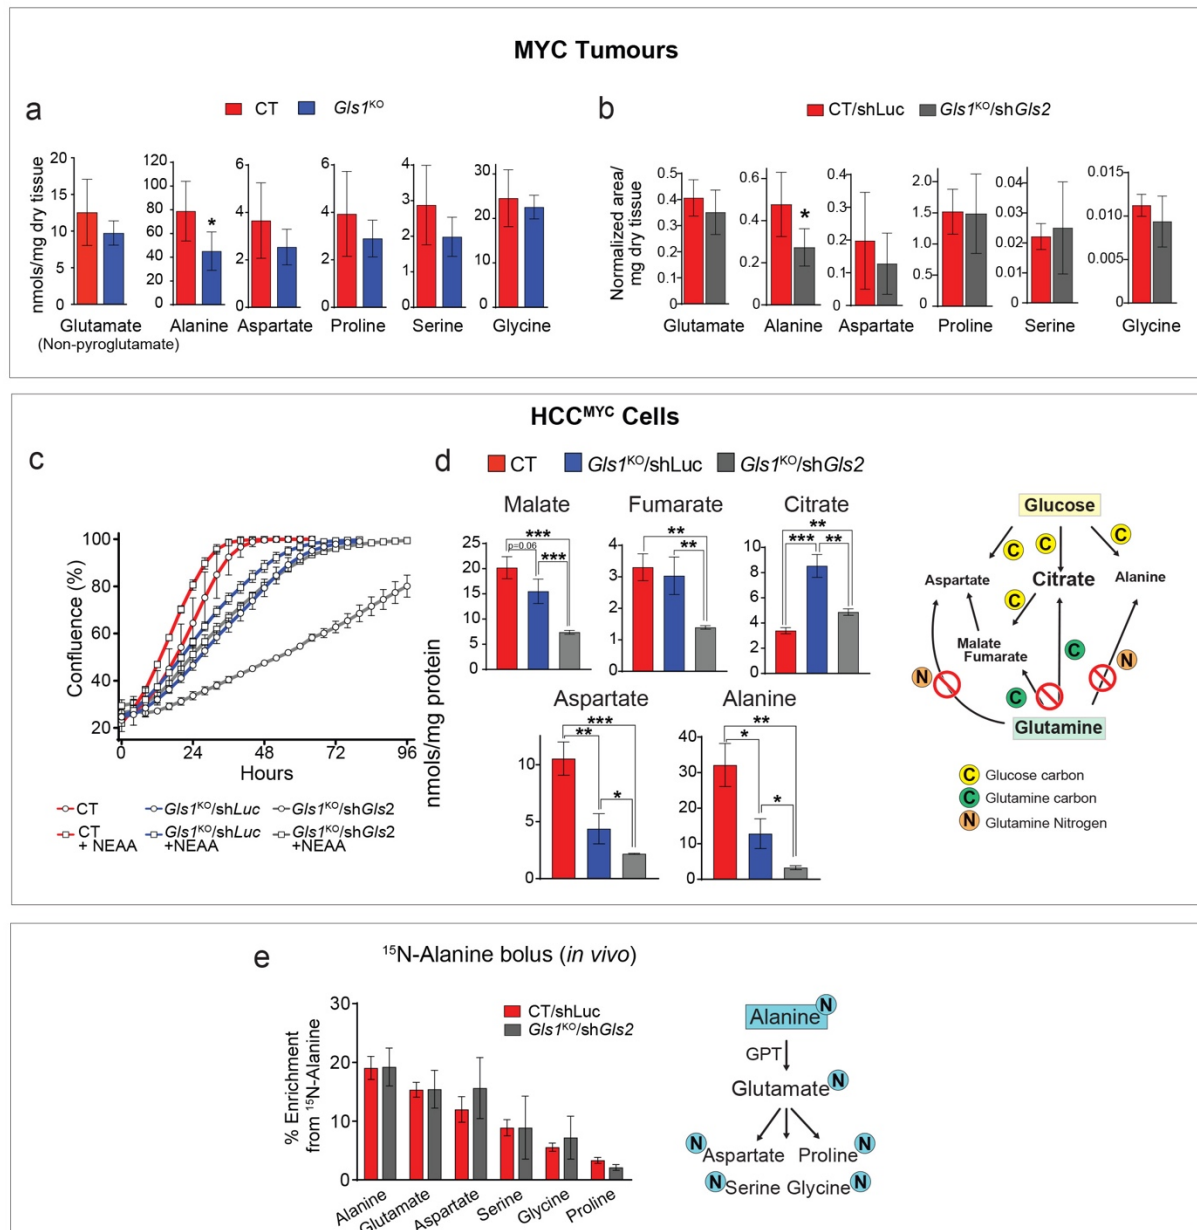 MYC Tumours
a
CT Gls1KO
nmols/mg dry tissue
20
15
10
5
0
Glutamate
(Non-pyroglutamate)
120
100
80
60
40
20
0
*
Alanine
6
4
2
0
Aspartate
6
4
2
0
Proline
4
3
2
1
0
Serine
30
20
10
0
Glycine
b
CT/shLuc Gls1KO/shGls2
Normalized area/
mg dry tissue
0.5
0.4
0.3
0.2
0.1
0
Glutamate
0.8
0.6
0.4
0.2
0
*
Alanine
0.4
0.3
0.2
0.1
0
Aspartate
2.0
1.5
1.0
0.5
0
Proline
0.04
0.03
0.02
0.01
0.00
Serine
0.015
0.010
0.005
0
Glycine
HCCMYC Cells
c
Confluence (%)
100
80
60
40
20
0 24 48 72 96
Hours
CT Gls1KO/shLuc Gls1KO/shGls2
CT + NEAA Gls1KO/shLuc +NEAA Gls1KO/shGls2 +NEAA
d
CT Gls1KO/shLuc Gls1KO/shGls2
nmols/mg protein
Malate
25
20
15
10
5
0
***
p=0.06
***
Fumarate
4
3
2
1
0
**
**
Citrate
10
8
6
4
2
0
**
*** **
Aspartate
10
5
0
***
**
*
Alanine
40
30
20
10
0
**
*
*
Glucose
C C C
Aspartate Citrate Alanine
C
Malate
Fumarate
C
N N
C
Glutamine
C Glucose carbon
C Glutamine carbon
N Glutamine Nitrogen
e
15N-Alanine bolus (in vivo)
% Enrichment
from 15N-Alanine
30
20
10
0
CT/shLuc
Gls1KO/shGls2
Alanine
Glutamate
Aspartate
Serine
Glycine
Proline
Alanine N
GPT
Glutamate N
N Aspartate Proline N
N Serine Glycine N